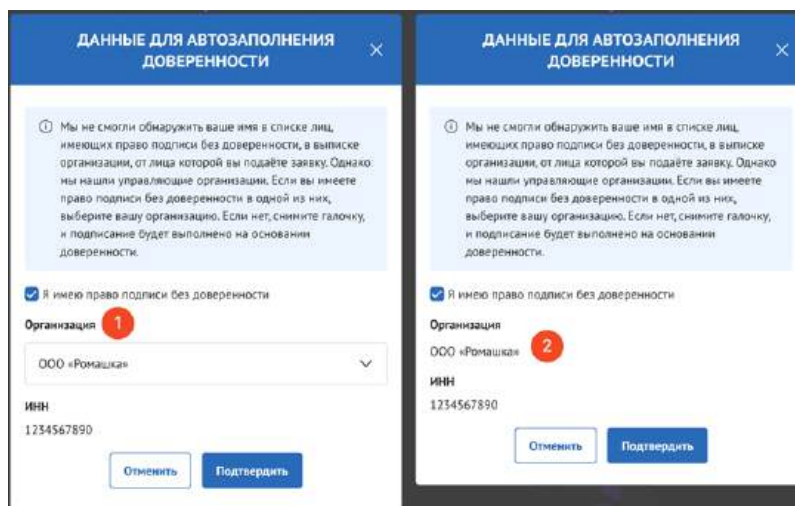 ДАННЫЕ ДЛЯ АВТОЗАПОЛНЕНИЯ
ДОВЕРЕННОСТИ
Мы не смогли обнаружить ваше имя в списке лиц,
имеющих право подписи без доверенности, в выписке
организации, от лица которой вы подаёте заявку. Однако
мы нашли управляющие организации. Если вы имеете
право подписи без доверенности в одной из них,
выберите вашу организацию. Если нет, снимите галочку,
и подписание будет выполнено на основании
доверенности.
Я имею право подписи без доверенности
Организация 1
ООО «Ромашка»
ИНН
1234567890
Отменить Подтвердить
ДАННЫЕ ДЛЯ АВТОЗАПОЛНЕНИЯ
ДОВЕРЕННОСТИ
Мы не смогли обнаружить ваше имя в списке лиц,
имеющих право подписи без доверенности, в выписке
организации, от лица которой вы подаёте заявку. Однако
мы нашли управляющие организации. Если вы имеете
право подписи без доверенности в одной из них,
выберите вашу организацию. Если нет, снимите галочку,
и подписание будет выполнено на основании
доверенности.
Я имею право подписи без доверенности
Организация
ООО «Ромашка» 2
ИНН
1234567890
Отменить Подтвердить